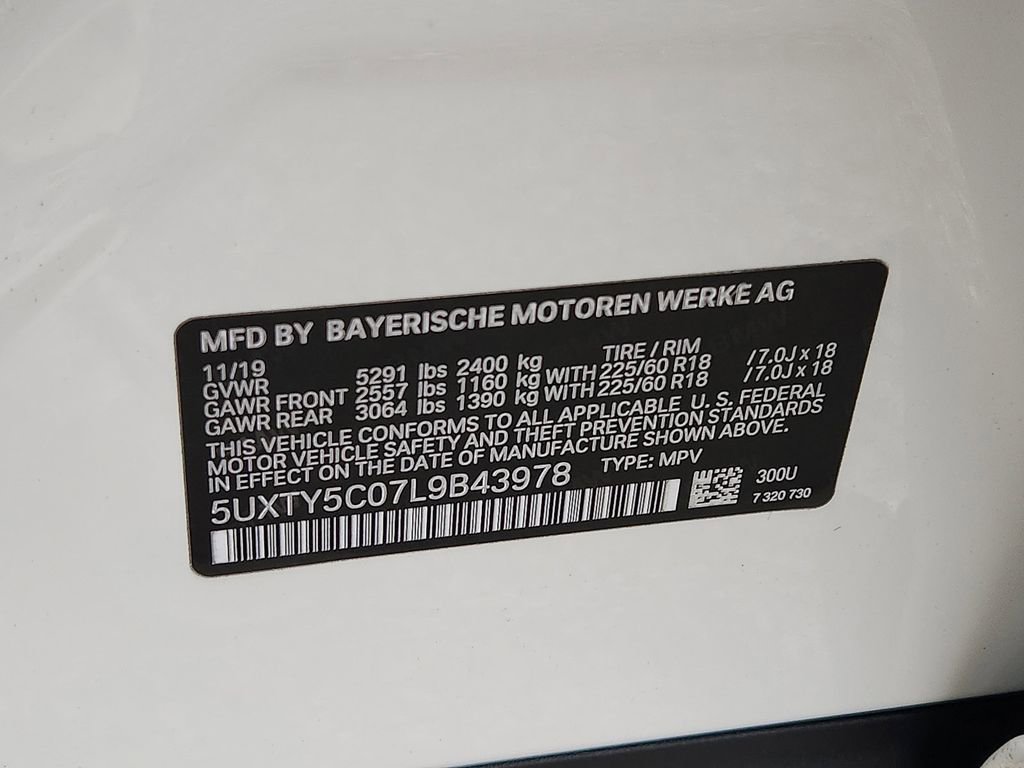 MFD BY BAYERISCHE MOTOREN WERKE AG
11/19 TIRE / RIM
GVWR 5291 lbs 2400 kg
GAWR FRONT 2557 lbs 1160 kg WITH 225/60 R18 /7.0J x 18
GAWR REAR 3064 lbs 1390 kg WITH 225/60 R18 /7.0J x 18
THIS VEHICLE CONFORMS TO ALL APPLICABLE U. S. FEDERAL
MOTOR VEHICLE SAFETY AND THEFT PREVENTION STANDARDS
IN EFFECT ON THE DATE OF MANUFACTURE SHOWN ABOVE.
5UXTY5C07L9B43978 TYPE: MPV
300U
7 320 730